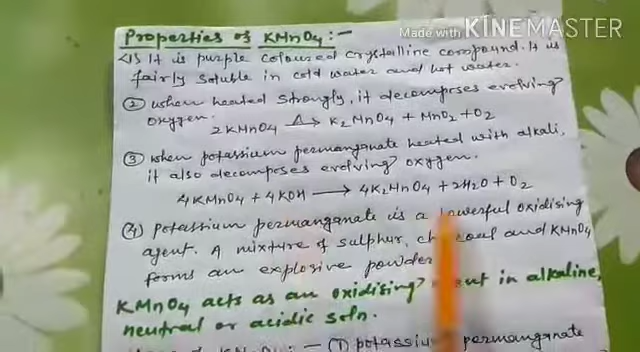 Made with KINEMASTER
Properties of KMnO4:-
<1> It is purple coloured crystalline compound. It is
fairly soluble in cold water and hot water.
(2) when heated strongly, it decomposes evolving
oxygen.
2KMnO4 Δ→ K2MnO4 + MnO2 + O2
(3) when potassium permanganate heated with alkali,
it also decomposes evolving oxygen.
4KMnO4 + 4KOH → 4K2MnO4 + 2H2O + O2
(4) Potassium permanganate is a powerful oxidising
agent. A mixture of sulphur, charcoal and KMnO4
forms an explosive powder
KMnO4 acts as an oxidising agent in alkaline,
neutral or acidic soln.
:- (1) potassium permanganate